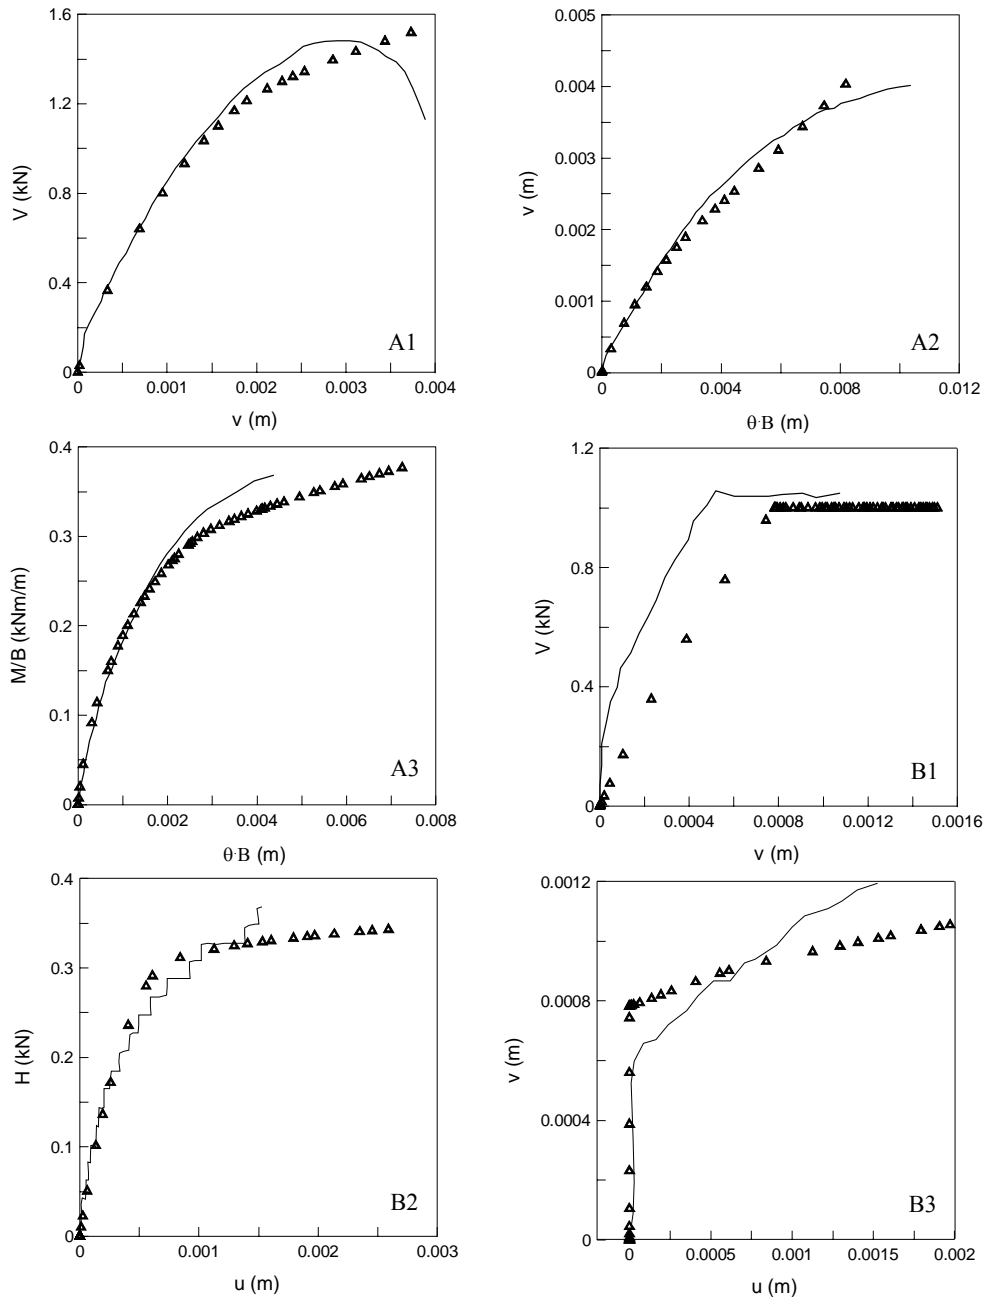 1.6
1.2
0.8
0.4
0
V (kN)
0 0.001 0.002 0.003 0.004
v (m)
A1
0.005
0.004
0.003
0.002
0.001
0
v (m)
0 0.004 0.008 0.012
θ·B (m)
A2
0.4
0.3
0.2
0.1
0
M/B (kNm/m)
0 0.002 0.004 0.006 0.008
θ·B (m)
A3
1.2
0.8
0.4
0
V (kN)
0 0.0004 0.0008 0.0012 0.0016
v (m)
B1
0.4
0.3
0.2
0.1
0
H (kN)
0 0.001 0.002 0.003
u (m)
B2
0.0012
0.0008
0.0004
0
v (m)
0 0.0005 0.001 0.0015 0.002
u (m)
B3